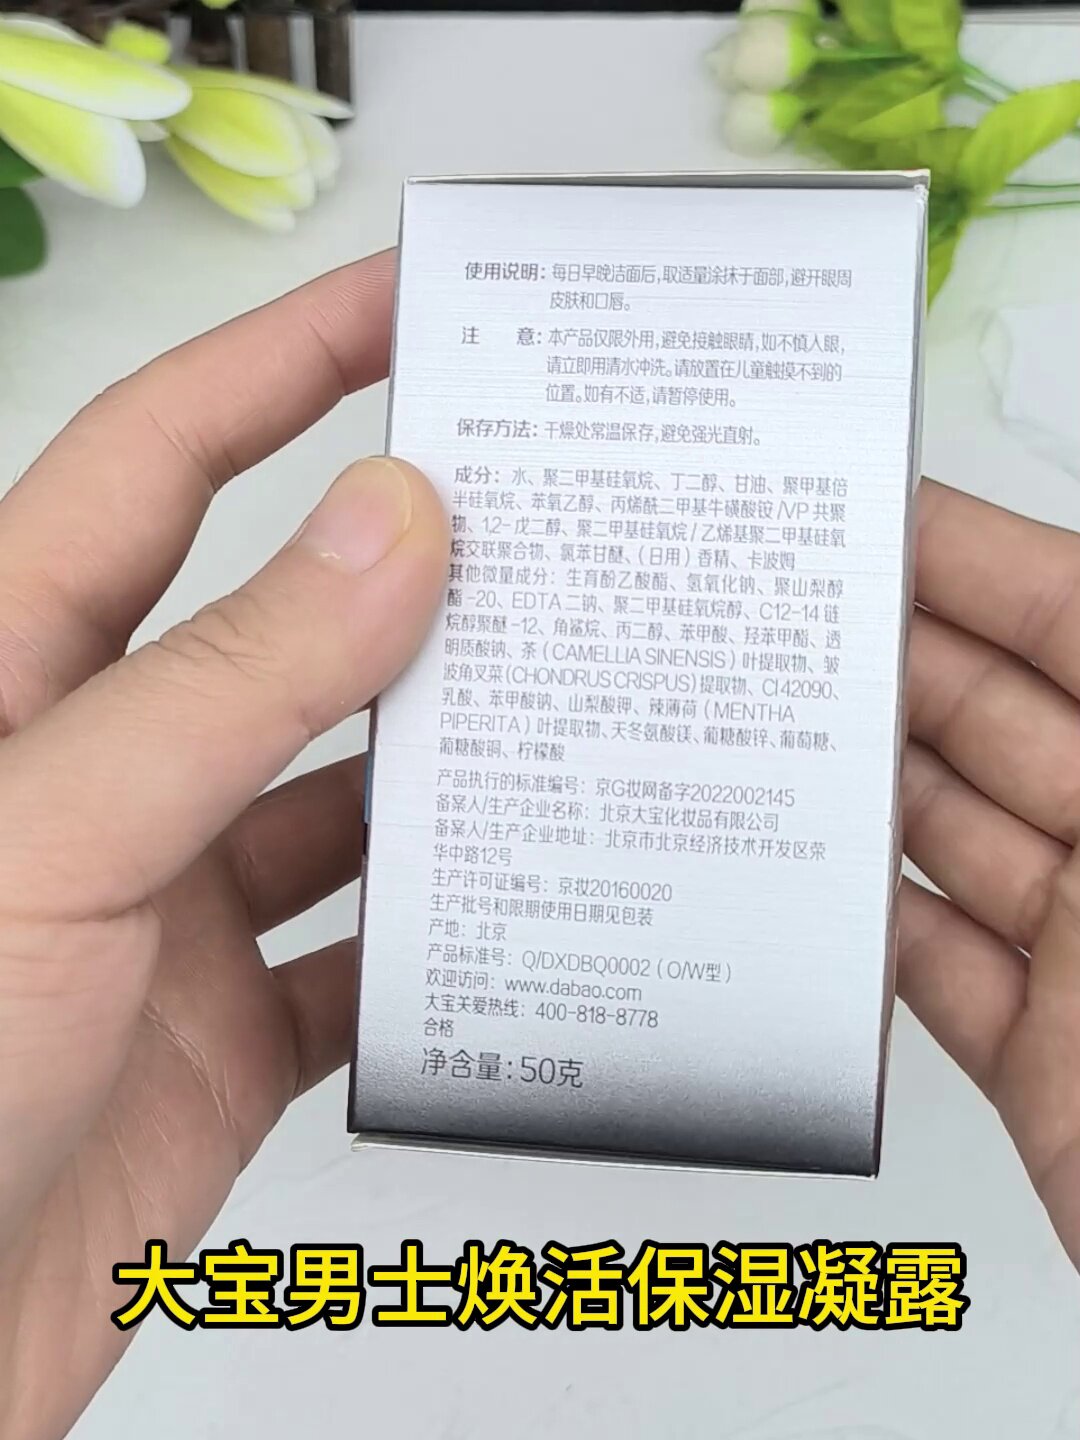 使用说明：每日早晚洁面后，取适量涂抹于面部，避开眼周
皮肤和口唇。
注 意：本产品仅限外用，避免接触眼睛，如不慎入眼，
请立即用清水冲洗。请放置在儿童触摸不到的
位置。如有不适，请暂停使用。
保存方法：干燥处常温保存，避免强光直射。
成分：水、聚二甲基硅氧烷、丁二醇、甘油、聚甲基倍
半硅氧烷、苯氧乙醇、丙烯酰二甲基牛磺酸铵/VP共聚
物、1,2-戊二醇、聚二甲基硅氧烷/乙烯基聚二甲基硅氧
烷交联聚合物、氯苯甘醚、（日用）香精、卡波姆
其他微量成分：生育酚乙酸酯、氢氧化钠、聚山梨醇
酯-20、EDTA二钠、聚二甲基硅氧烷醇、C12-14链
烷醇聚醚-12、角鲨烷、丙二醇、苯甲酸、羟苯甲酯、透
明质酸钠、茶（CAMELLIA SINENSIS）叶提取物、皱
波角叉菜（CHONDRUS CRISPUS）提取物、CI 42090、
乳酸、苯甲酸钠、山梨酸钾、辣薄荷（MENTHA
PIPERITA）叶提取物、天冬氨酸镁、葡糖酸锌、葡萄糖、
葡糖酸铜、柠檬酸
产品执行的标准编号：京G妆网备字2022002145
备案人/生产企业名称：北京大宝化妆品有限公司
备案人/生产企业地址：北京市北京经济技术开发区荣
华中路12号
生产许可证编号：京妆20160020
生产批号和限期使用日期见包装
产地：北京
产品标准号：Q/DXDBQ0002（O/W型）
欢迎访问：www.dabao.com
大宝关爱热线：400-818-8778
合格
净含量：50克
大宝男士焕活保湿凝露